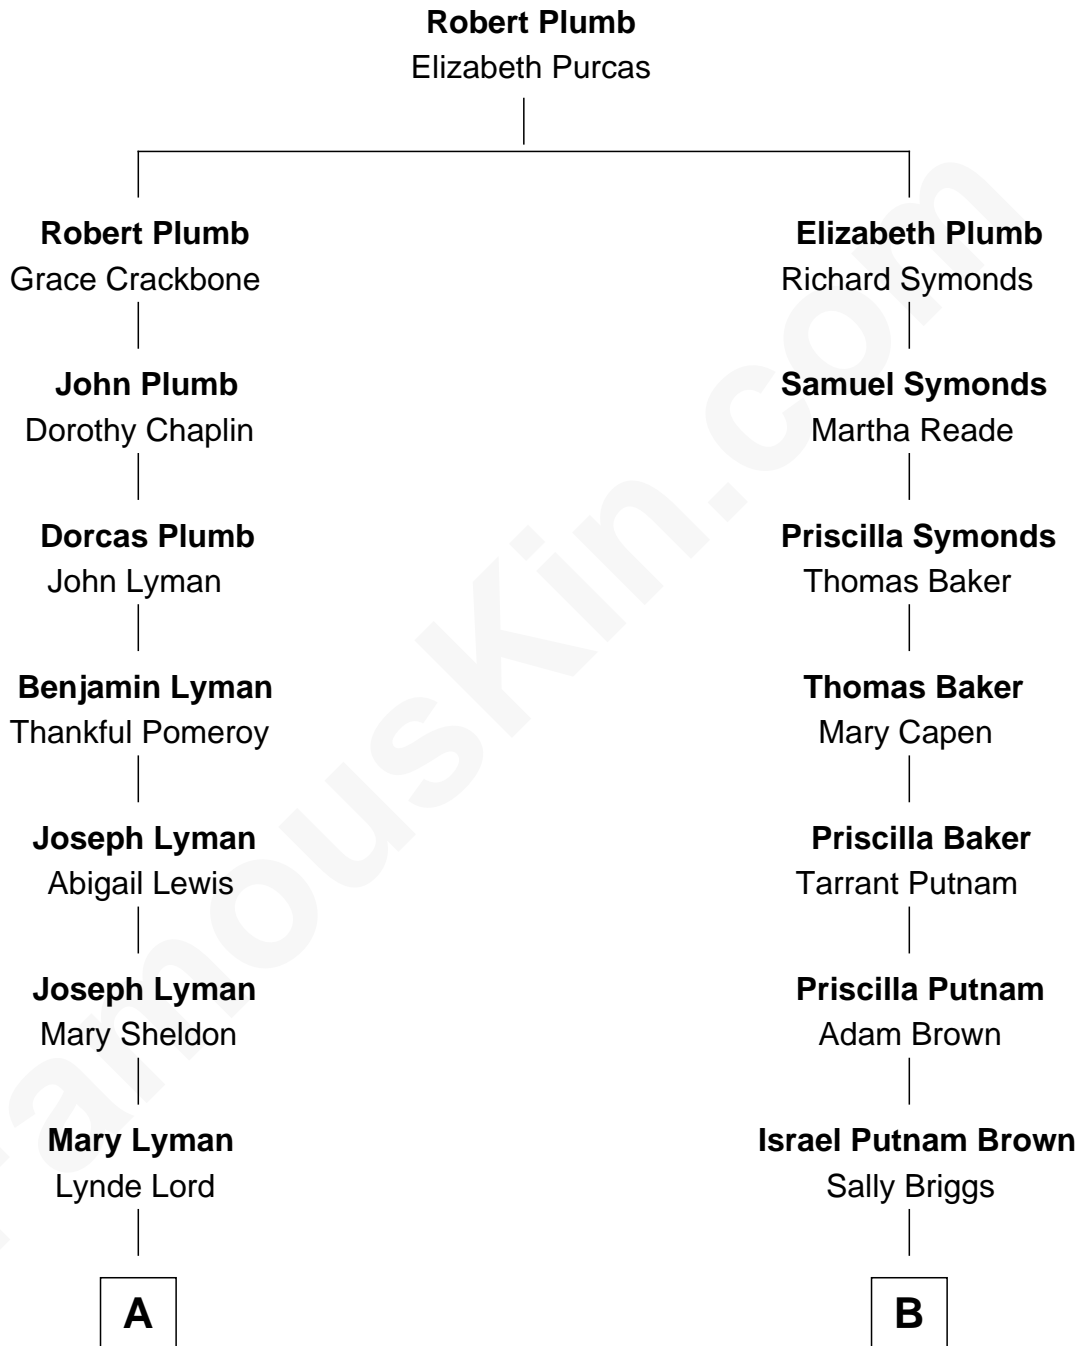 Robert Plumb
Elizabeth Purcas
Robert Plumb
Grace Crackbone
Elizabeth Plumb
Richard Symonds
John Plumb
Dorothy Chaplin
Samuel Symonds
Martha Reade
Dorcas Plumb
John Lyman
Priscilla Symonds
Thomas Baker
Benjamin Lyman
Thankful Pomeroy
Thomas Baker
Mary Capen
Joseph Lyman
Abigail Lewis
Priscilla Baker
Tarrant Putnam
Joseph Lyman
Mary Sheldon
Priscilla Putnam
Adam Brown
Mary Lyman
Lynde Lord
Israel Putnam Brown
Sally Briggs
A
B
FamousKin.com